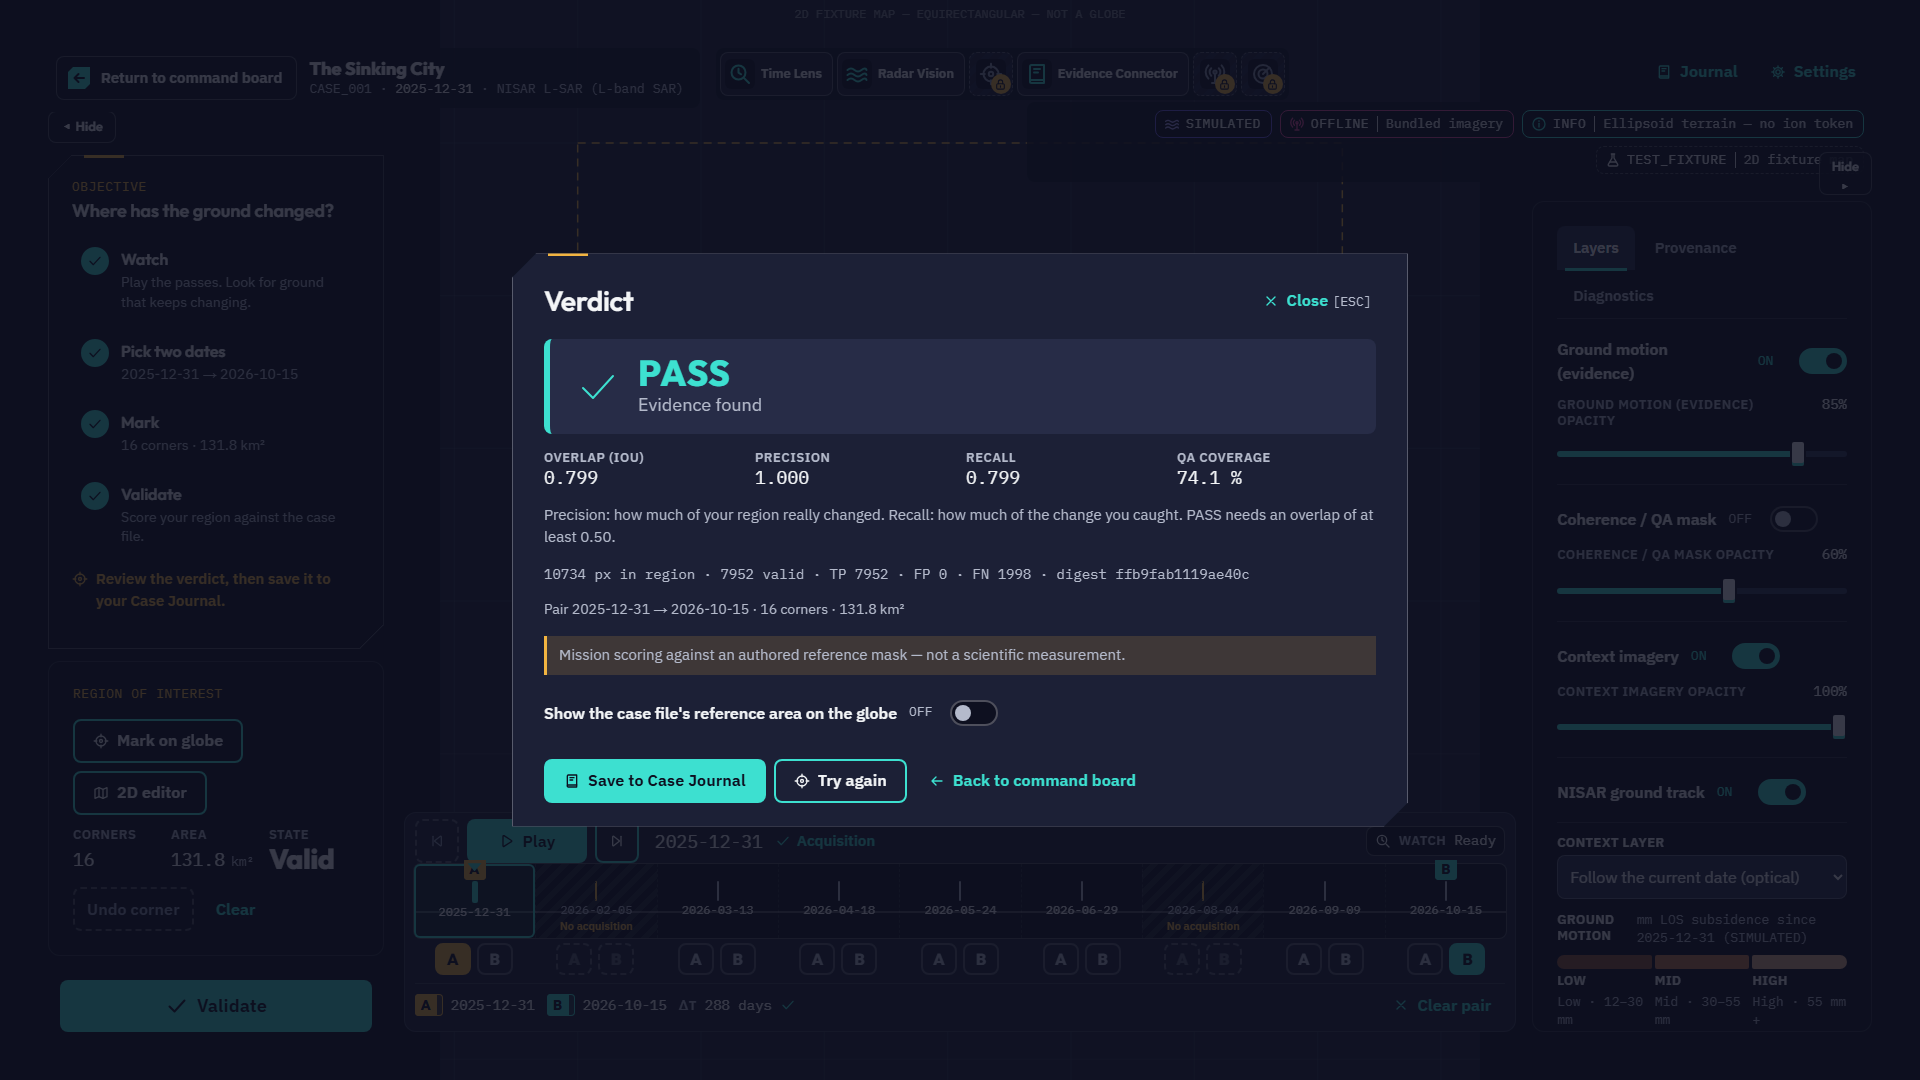 2D FIXTURE MAP — EQUIRECTANGULAR — NOT A GLOBE
Return to command board
The Sinking City
CASE_001 · 2025-12-31 · NISAR L-SAR (L-band SAR)
Time Lens
Radar Vision
Evidence Connector
Journal
Settings
◂ Hide
SIMULATED
OFFLINE | Bundled imagery
INFO | Ellipsoid terrain — no ion token
TEST_FIXTURE | 2D fixture
Hide ▸
OBJECTIVE
Where has the ground changed?
Watch
Play the passes. Look for ground
that keeps changing.
Pick two dates
2025-12-31 → 2026-10-15
Mark
16 corners · 131.8 km²
Validate
Score your region against the case
file.
Review the verdict, then save it to
your Case Journal.
REGION OF INTEREST
Mark on globe
2D editor
CORNERS AREA STATE
16 131.8 km² Valid
Undo corner Clear
Validate
Verdict
Close [ESC]
PASS
Evidence found
OVERLAP (IOU) PRECISION RECALL QA COVERAGE
0.799 1.000 0.799 74.1 %
Precision: how much of your region really changed. Recall: how much of the change you caught. PASS needs an overlap of at
least 0.50.
10734 px in region · 7952 valid · TP 7952 · FP 0 · FN 1998 · digest ffb9fab1119ae40c
Pair 2025-12-31 → 2026-10-15 · 16 corners · 131.8 km²
Mission scoring against an authored reference mask — not a scientific measurement.
Show the case file's reference area on the globe OFF
Save to Case Journal Try again Back to command board
Play 2025-12-31 Acquisition WATCH Ready
A B
2025-12-31 2026-02-05 2026-03-13 2026-04-18 2026-05-24 2026-06-29 2026-08-04 2026-09-09 2026-10-15
No acquisition No acquisition
A B A B A B A B A B A B A B A B A B
A 2025-12-31 B 2026-10-15 ΔT 288 days Clear pair
Layers Provenance
Diagnostics
Ground motion
(evidence) ON
GROUND MOTION (EVIDENCE)
OPACITY 85%
Coherence / QA mask OFF
COHERENCE / QA MASK OPACITY 60%
Context imagery ON
CONTEXT IMAGERY OPACITY 100%
NISAR ground track ON
CONTEXT LAYER
Follow the current date (optical)
GROUND MOTION mm LOS subsidence since
2025-12-31 (SIMULATED)
LOW MID HIGH
Low · 12–30 mm Mid · 30–55 mm High · 55 mm +